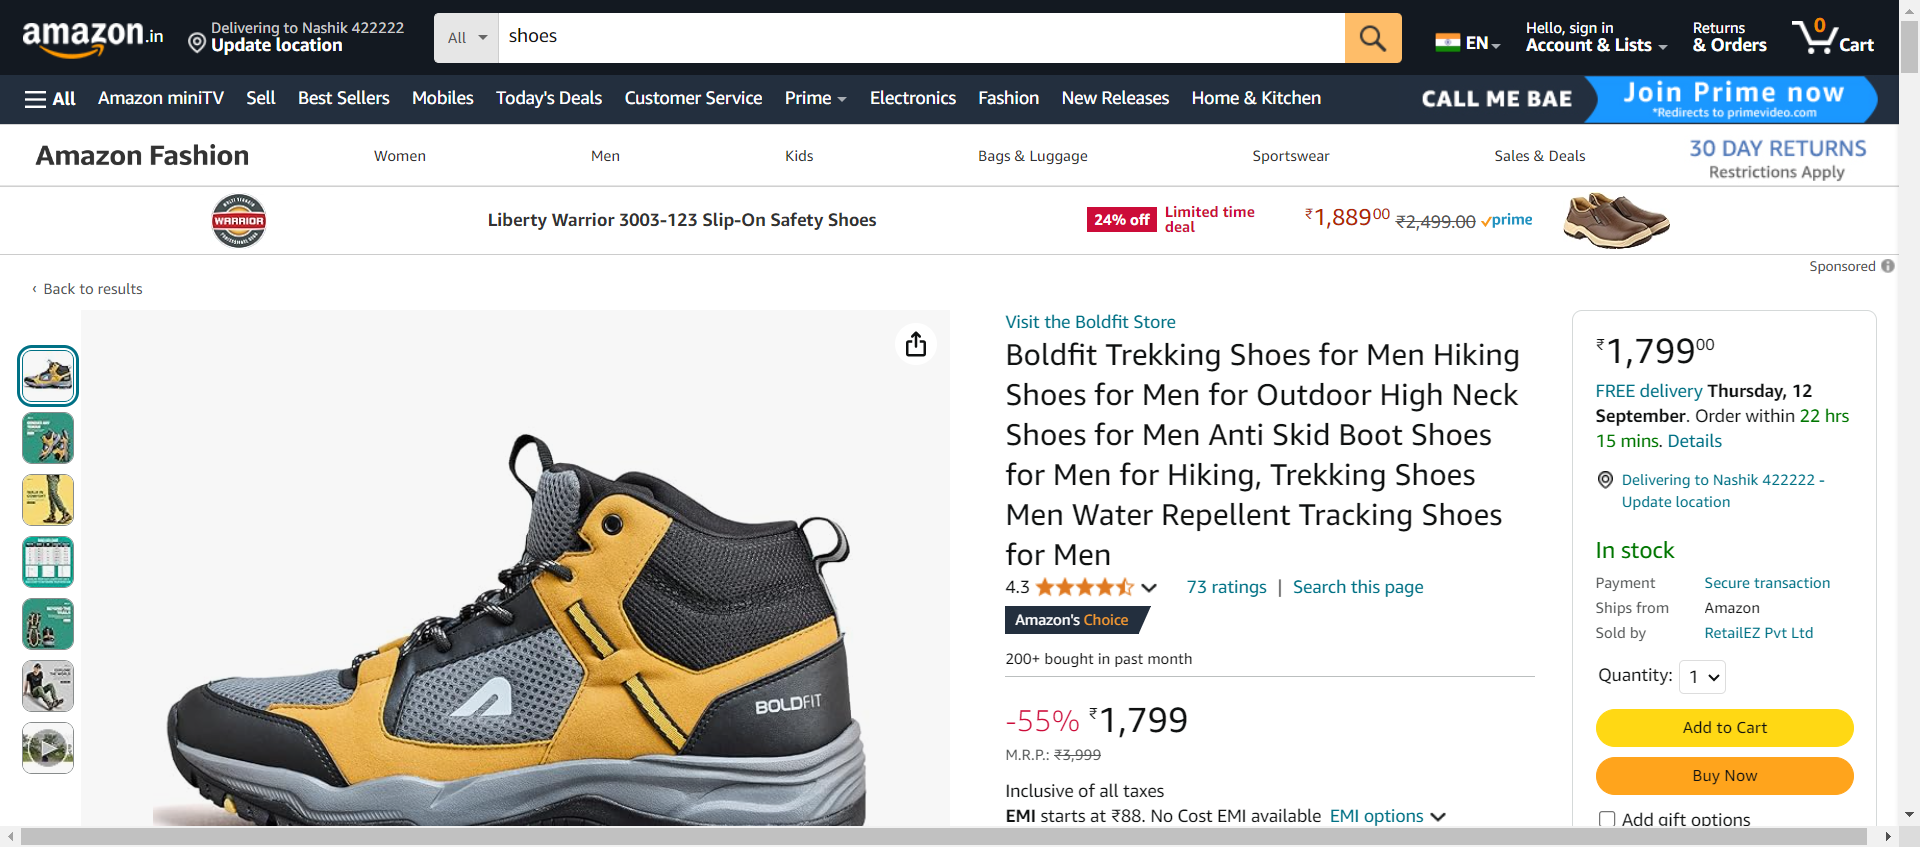 amazon.in
Delivering to Nashik 422222
Update location
All
shoes
EN
Hello, sign in
Account & Lists
Returns
& Orders
0
Cart
All
Amazon miniTV
Sell
Best Sellers
Mobiles
Today's Deals
Customer Service
Prime
Electronics
Fashion
New Releases
Home & Kitchen
CALL ME BAE
Join Prime now
*Redirects to primevideo.com
Amazon Fashion
Women
Men
Kids
Bags & Luggage
Sportswear
Sales & Deals
30 DAY RETURNS
Restrictions Apply
WARRIOR
Liberty Warrior 3003-123 Slip-On Safety Shoes
24% off
Limited time
deal
₹1,88900 ₹2,499.00 prime
Sponsored
‹ Back to results
BOLDFIT
Visit the Boldfit Store
Boldfit Trekking Shoes for Men Hiking
Shoes for Men for Outdoor High Neck
Shoes for Men Anti Skid Boot Shoes
for Men for Hiking, Trekking Shoes
Men Water Repellent Tracking Shoes
for Men
4.3
73 ratings | Search this page
Amazon's Choice
200+ bought in past month
-55% ₹1,799
M.R.P.: ₹3,999
Inclusive of all taxes
EMI starts at ₹88. No Cost EMI available EMI options
₹1,79900
FREE delivery Thursday, 12
September. Order within 22 hrs
15 mins. Details
Delivering to Nashik 422222 -
Update location
In stock
Payment Secure transaction
Ships from Amazon
Sold by RetailEZ Pvt Ltd
Quantity: 1
Add to Cart
Buy Now
Add gift options